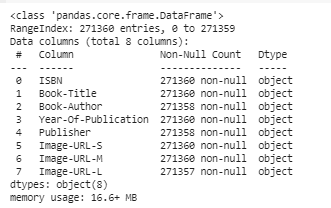 <class 'pandas.core.frame.DataFrame'>
RangeIndex: 271360 entries, 0 to 271359
Data columns (total 8 columns):
 #   Column               Non-Null Count   Dtype
---  ------               --------------   -----
 0   ISBN                 271360 non-null  object
 1   Book-Title           271360 non-null  object
 2   Book-Author          271358 non-null  object
 3   Year-Of-Publication  271360 non-null  object
 4   Publisher            271358 non-null  object
 5   Image-URL-S          271360 non-null  object
 6   Image-URL-M          271360 non-null  object
 7   Image-URL-L          271357 non-null  object
dtypes: object(8)
memory usage: 16.6+ MB